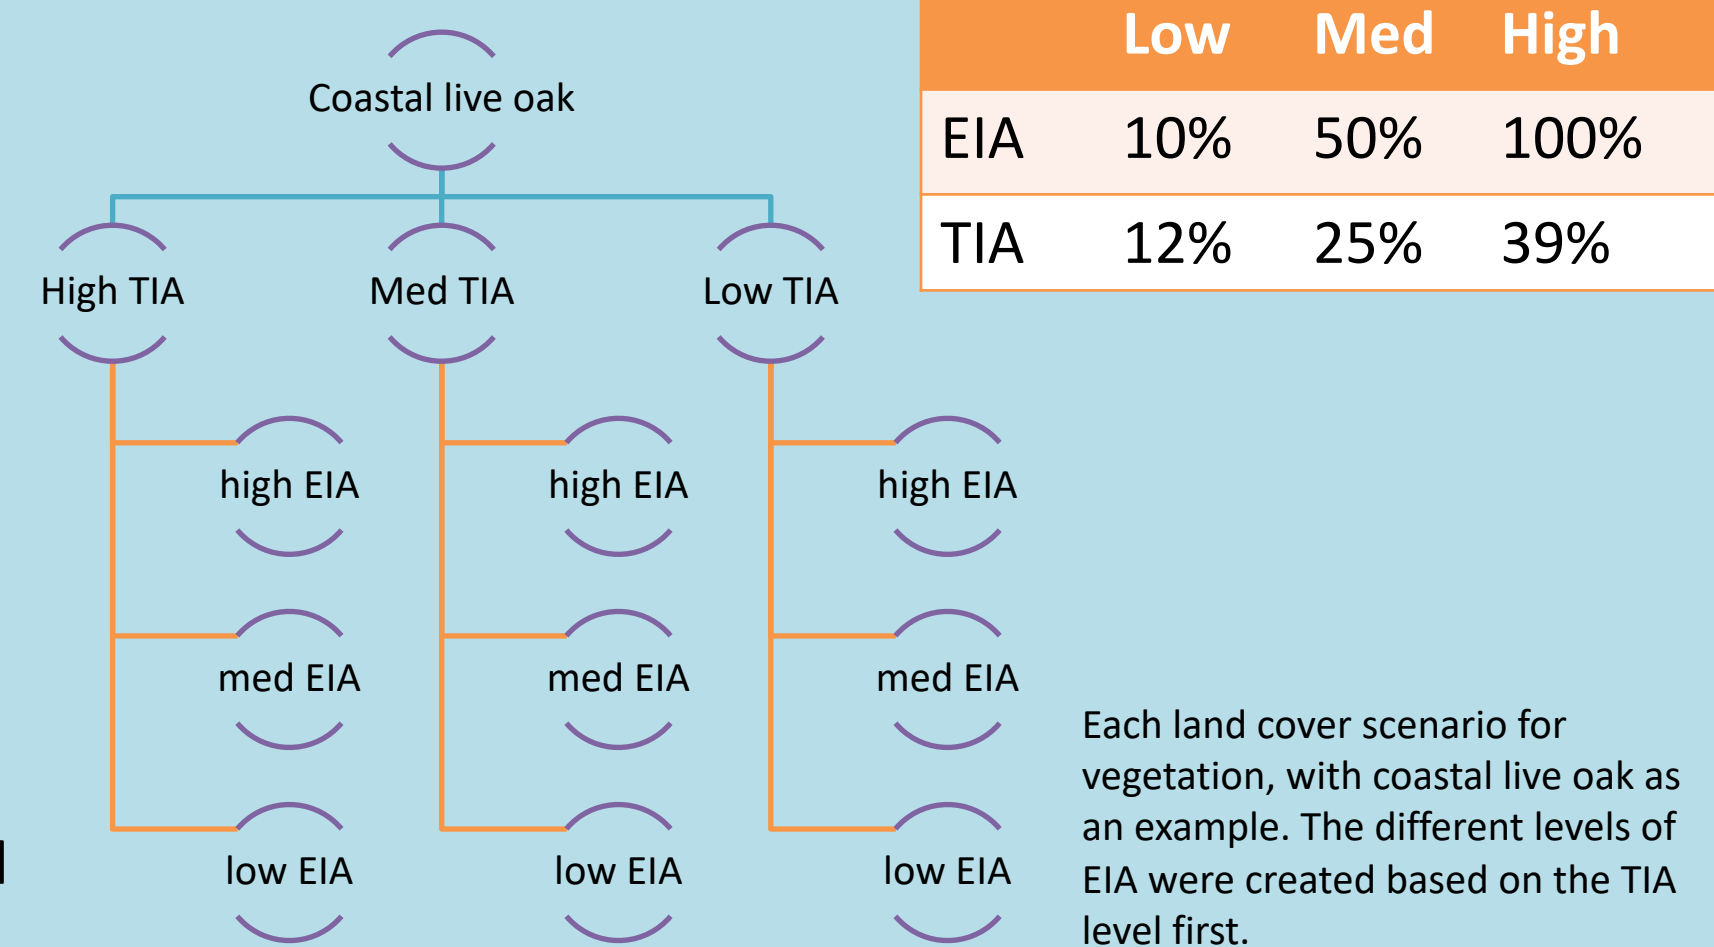 Coastal live oak
High TIA
Med TIA
Low TIA
high EIA
high EIA
high EIA
med EIA
med EIA
med EIA
low EIA
low EIA
low EIA
Low Med High
EIA 10% 50% 100%
TIA 12% 25% 39%
Each land cover scenario for
vegetation, with coastal live oak as
an example. The different levels of
EIA were created based on the TIA
level first.